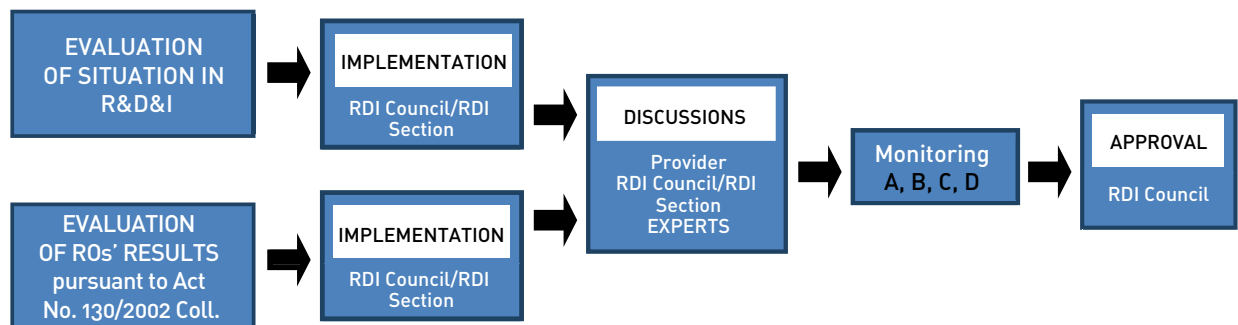 EVALUATION
OF SITUATION IN
R&D&I
IMPLEMENTATION
RDI Council/RDI
Section
EVALUATION
OF ROs' RESULTS
pursuant to Act
No. 130/2002 Coll.
IMPLEMENTATION
RDI Council/RDI
Section
DISCUSSIONS
Provider
RDI Council/RDI
Section
EXPERTS
Monitoring
A, B, C, D
APPROVAL
RDI Council